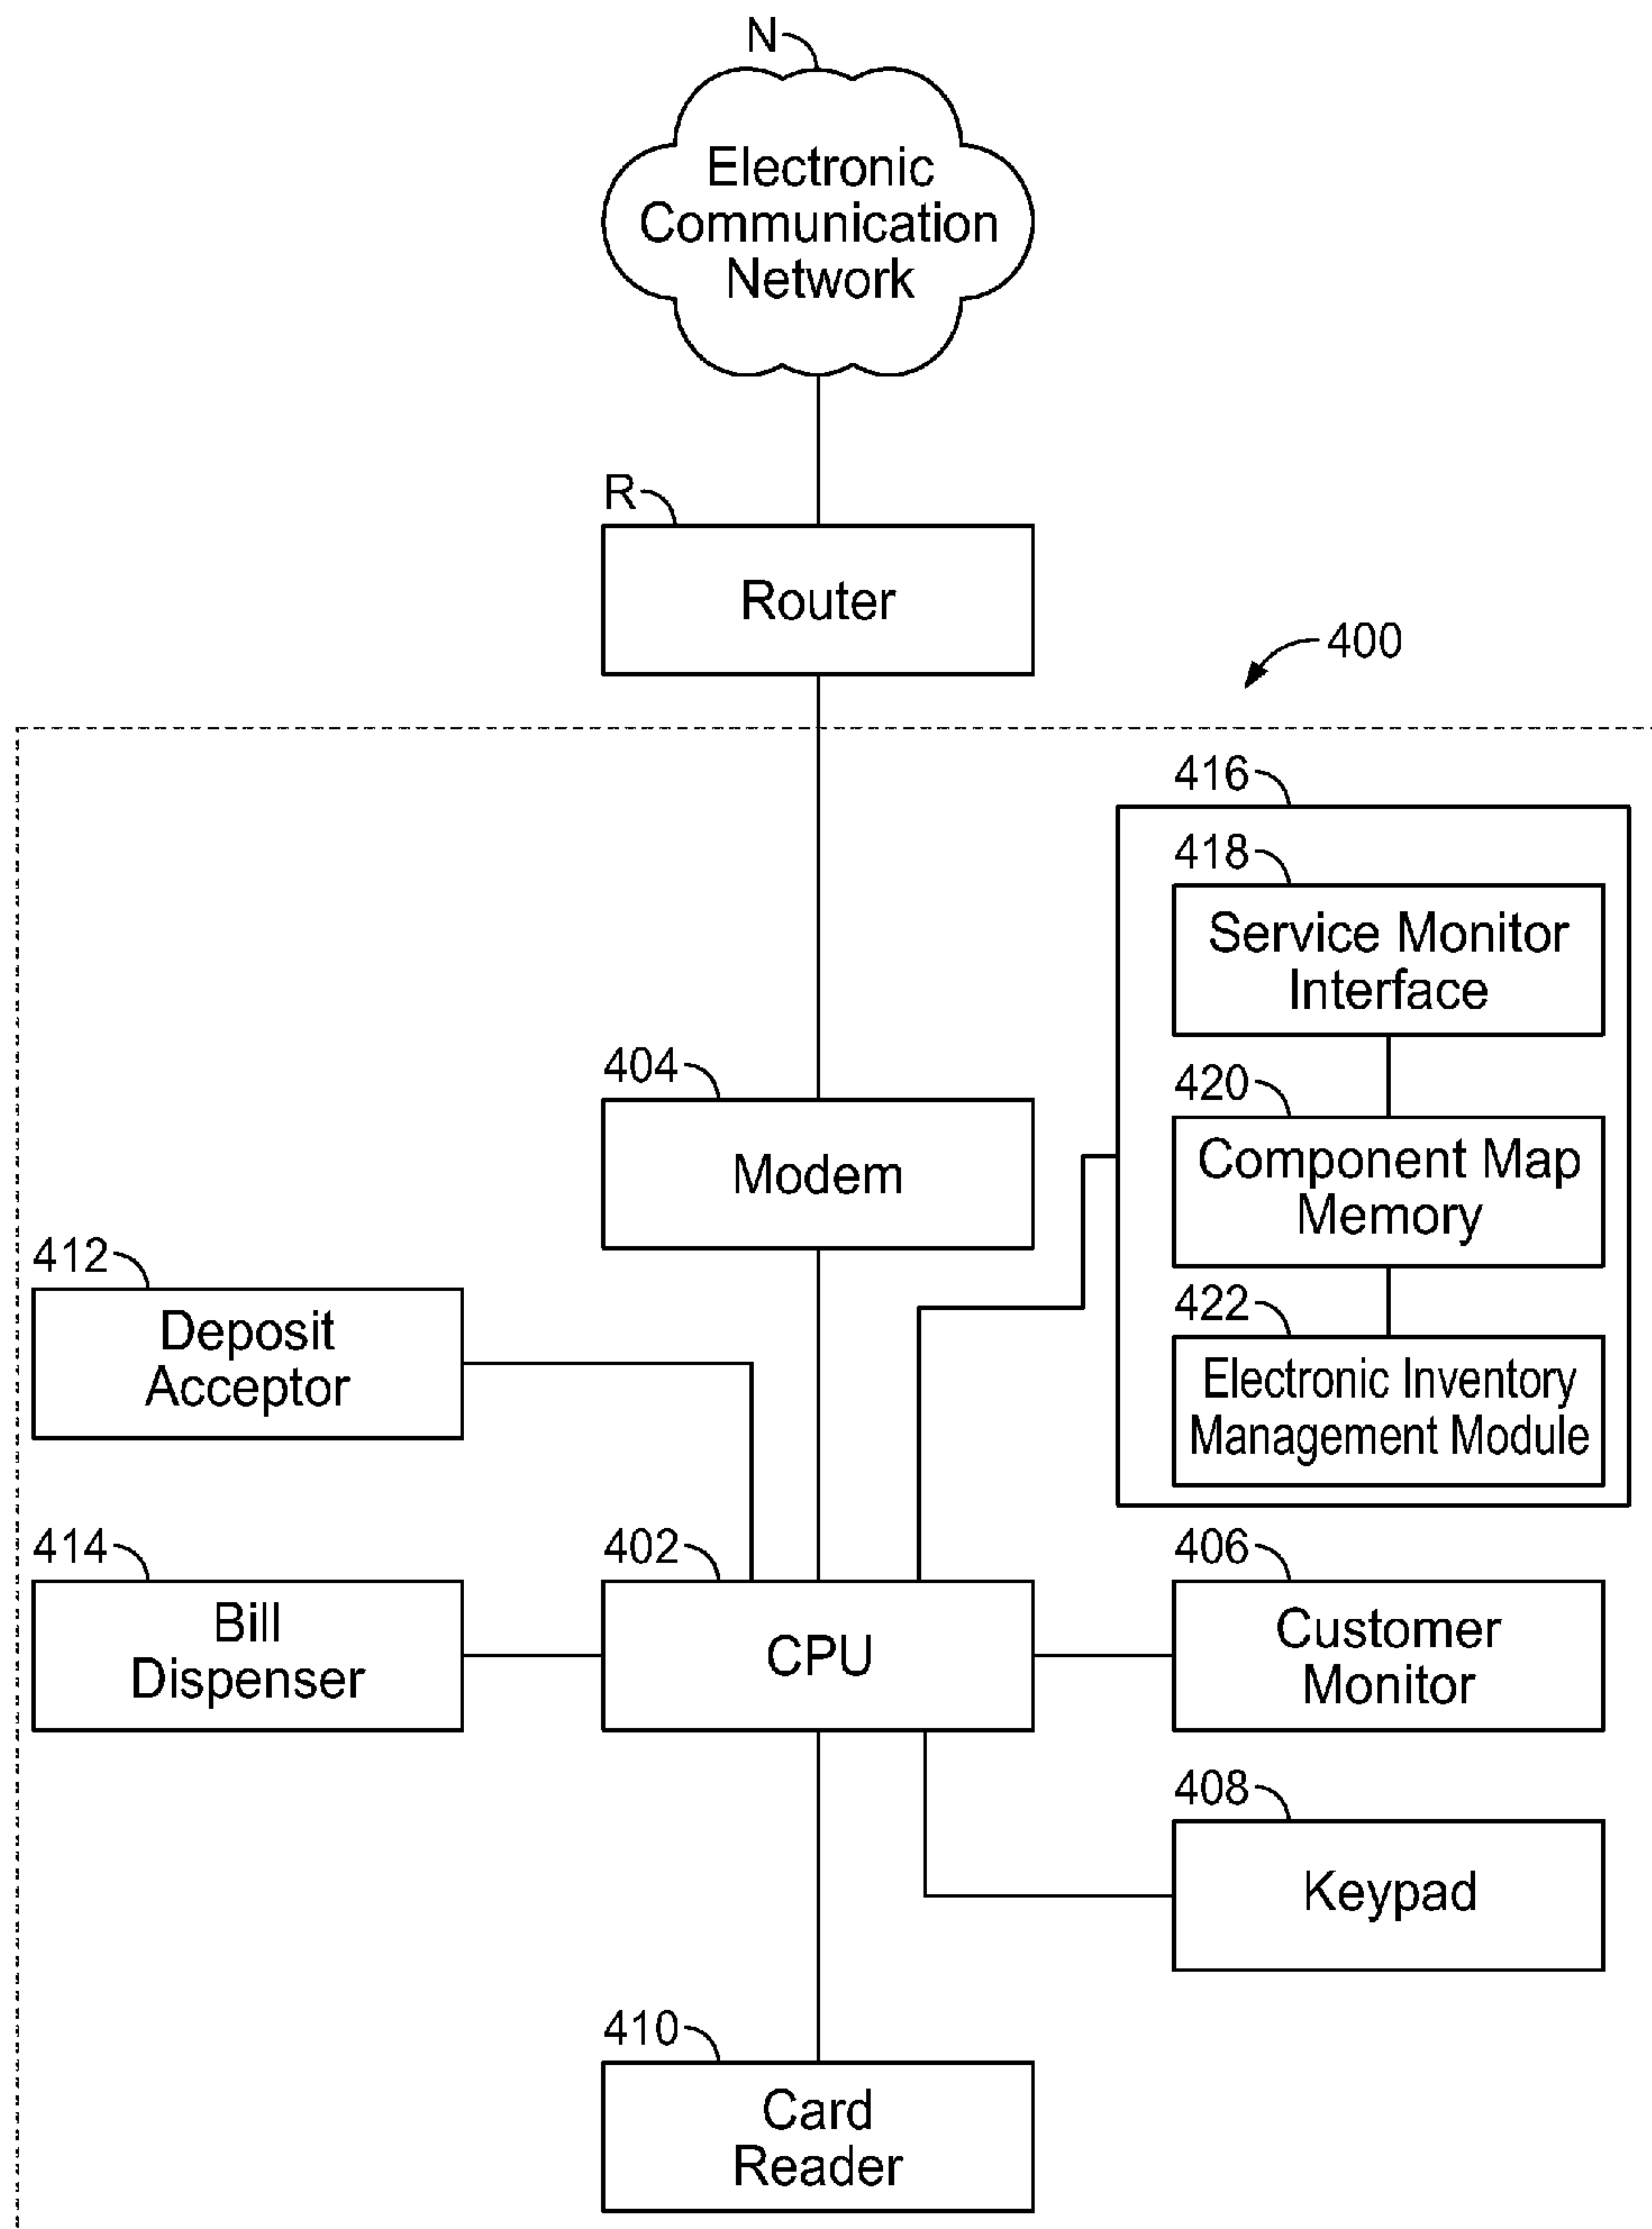 N
Electronic
Communication
Network
R
Router
400
416
418
Service Monitor
Interface
404
Modem
420
Component Map
Memory
412
Deposit
Acceptor
422
Electronic Inventory
Management Module
414
Bill
Dispenser
402
CPU
406
Customer
Monitor
408
Keypad
410
Card
Reader